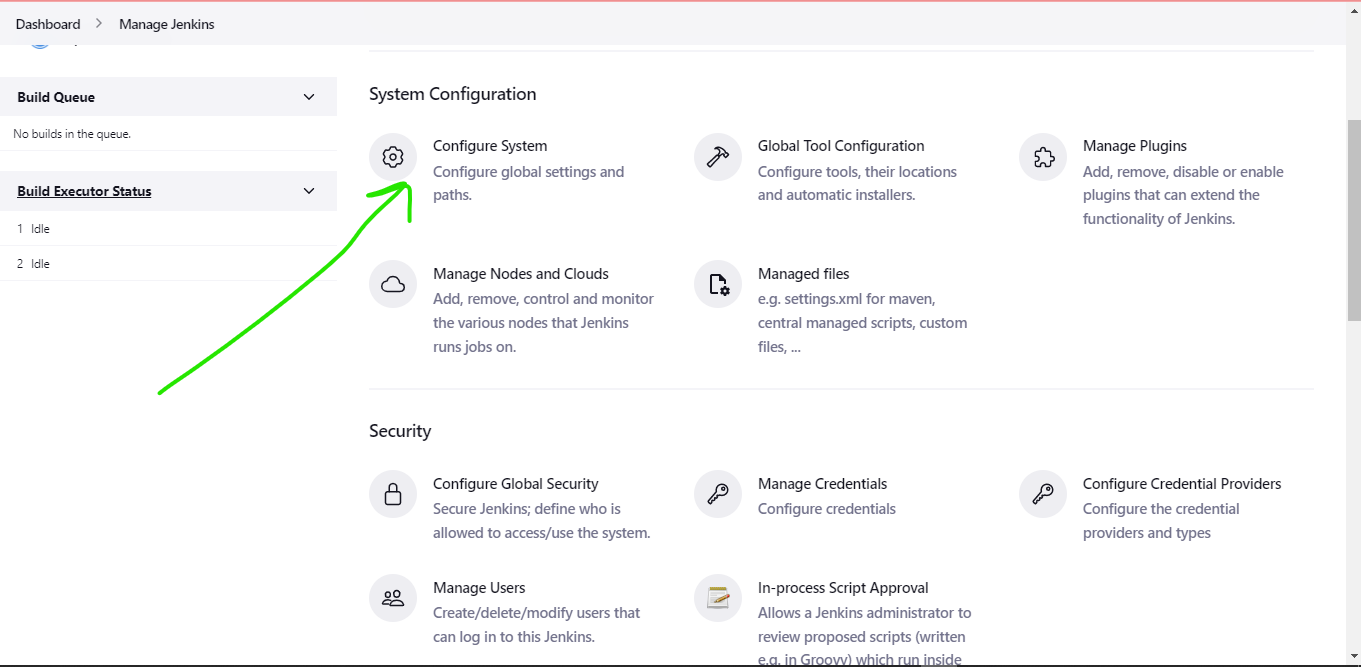 Dashboard > Manage Jenkins
Build Queue
No builds in the queue.
Build Executor Status
1 Idle
2 Idle
System Configuration
Configure System
Configure global settings and
paths.
Global Tool Configuration
Configure tools, their locations
and automatic installers.
Manage Plugins
Add, remove, disable or enable
plugins that can extend the
functionality of Jenkins.
Manage Nodes and Clouds
Add, remove, control and monitor
the various nodes that Jenkins
runs jobs on.
Managed files
e.g. settings.xml for maven,
central managed scripts, custom
files, ...
Security
Configure Global Security
Secure Jenkins; define who is
allowed to access/use the system.
Manage Credentials
Configure credentials
Configure Credential Providers
Configure the credential
providers and types
Manage Users
Create/delete/modify users that
can log in to this Jenkins.
In-process Script Approval
Allows a Jenkins administrator to
review proposed scripts (written
e.g. in Groovy) which run inside